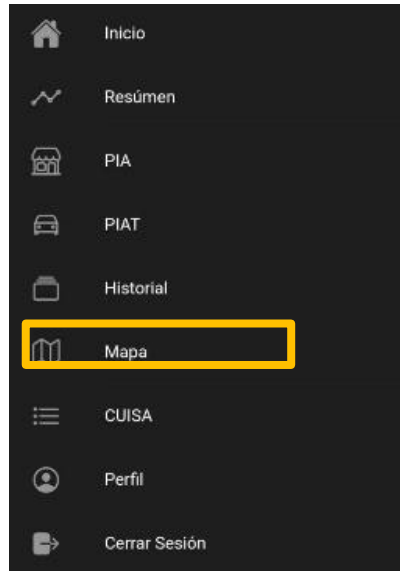 Inicio
Resúmen
PIA
PIAT
Historial
Mapa
CUISA
Perfil
Cerrar Sesión